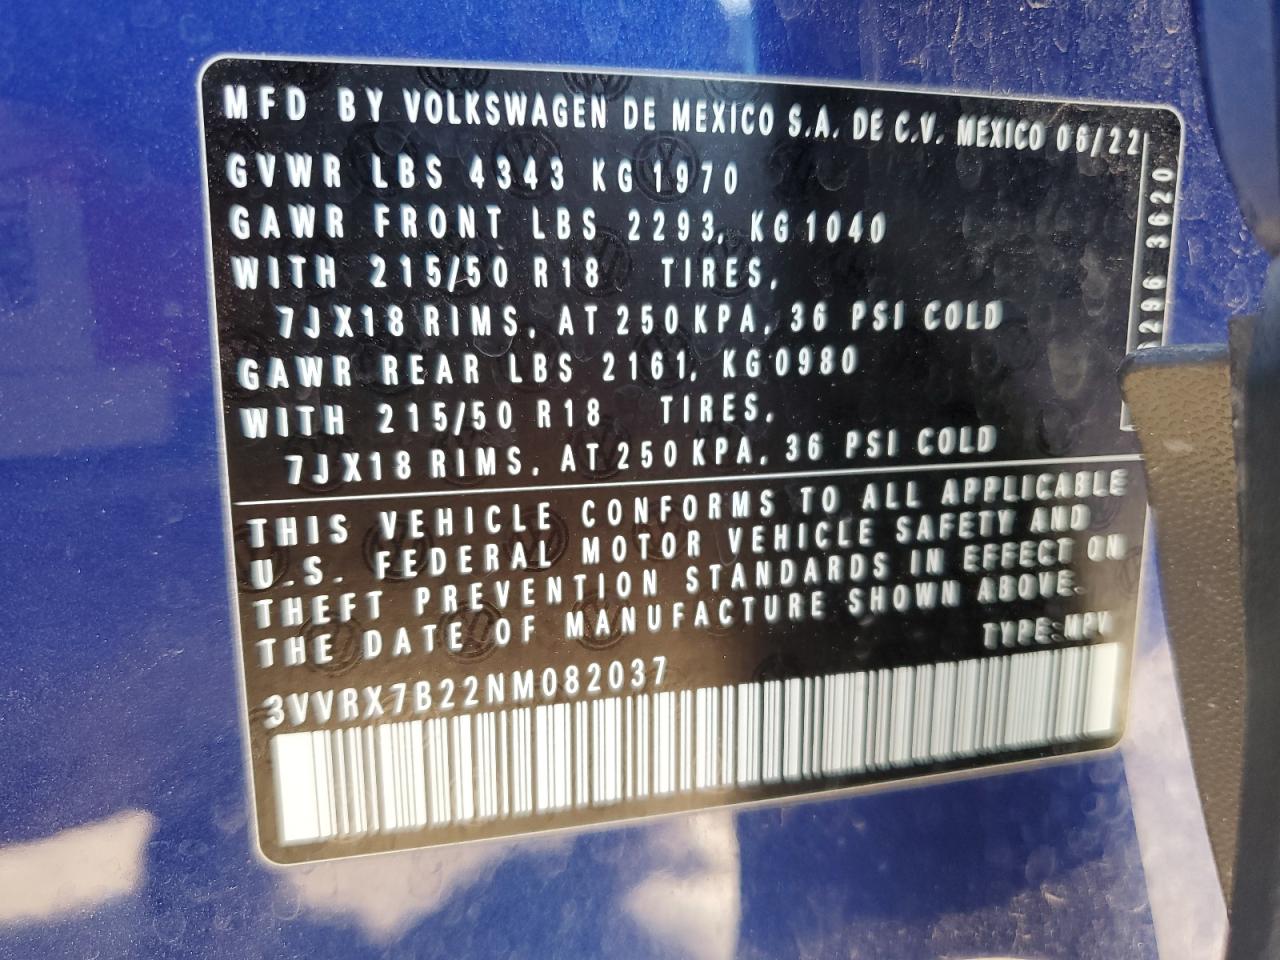 MFD BY VOLKSWAGEN DE MEXICO S.A. DE C.V. MEXICO 06/22
GVWR LBS 4343 KG 1970
GAWR FRONT LBS 2293, KG 1040
WITH 215/50 R18 TIRES,
7JX18 RIMS, AT 250 KPA, 36 PSI COLD
GAWR REAR LBS 2161, KG 0980
WITH 215/50 R18 TIRES,
7JX18 RIMS, AT 250 KPA, 36 PSI COLD
THIS VEHICLE CONFORMS TO ALL APPLICABLE
U.S. FEDERAL MOTOR VEHICLE SAFETY AND
THEFT PREVENTION STANDARDS IN EFFECT ON
THE DATE OF MANUFACTURE SHOWN ABOVE.
TYPE:MPV
3VVRX7B22NM082037
296 3620